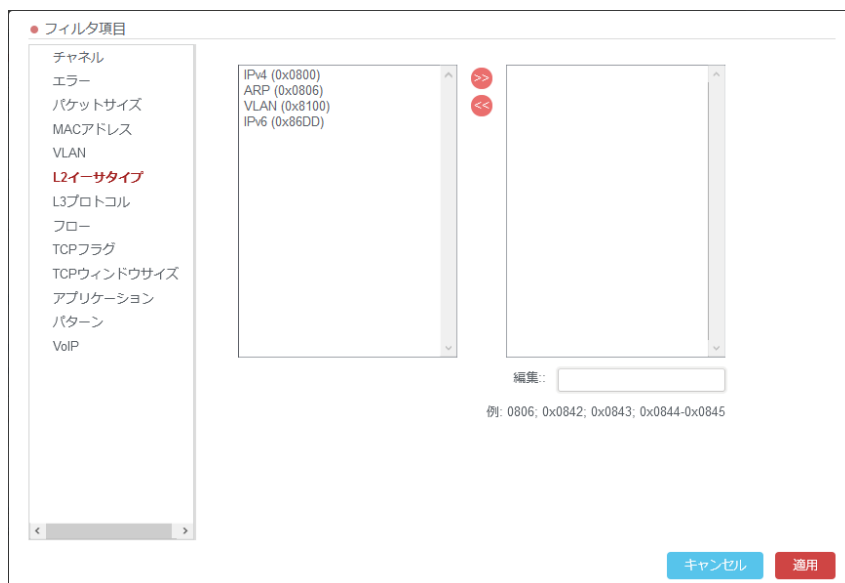 フィルタ項目
チャネル
エラー
パケットサイズ
MACアドレス
VLAN
L2イーサタイプ
L3プロトコル
フロー
TCPフラグ
TCPウィンドウサイズ
アプリケーション
パターン
VoIP
IPv4 (0x0800)
ARP (0x0806)
VLAN (0x8100)
IPv6 (0x86DD)
>>
<<
編集::
例: 0806; 0x0842; 0x0843; 0x0844-0x0845
キャンセル
適用